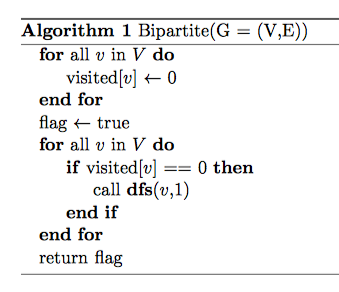 Algorithm 1 Bipartite(G = (V,E))
for all v in V do
visited[v] ← 0
end for
flag ← true
for all v in V do
if visited[v] == 0 then
call dfs(v,1)
end if
end for
return flag